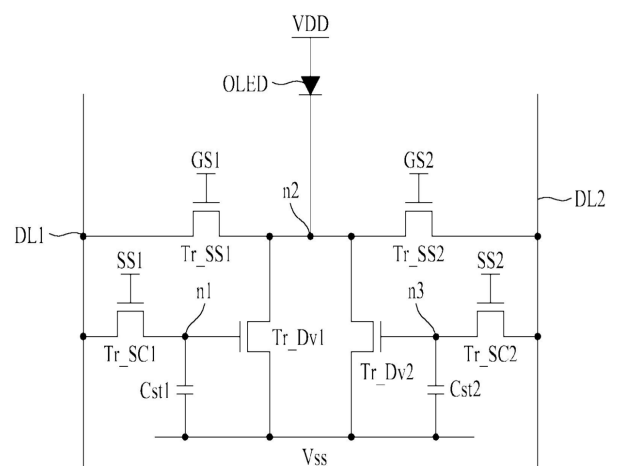 VDD
OLED
GS1
GS2
n2
DL1
DL2
Tr_SS1
Tr_SS2
SS1
SS2
n1
n3
Tr_Dv1
Tr_SC1
Tr_Dv2
Tr_SC2
Cst1
Cst2
Vss